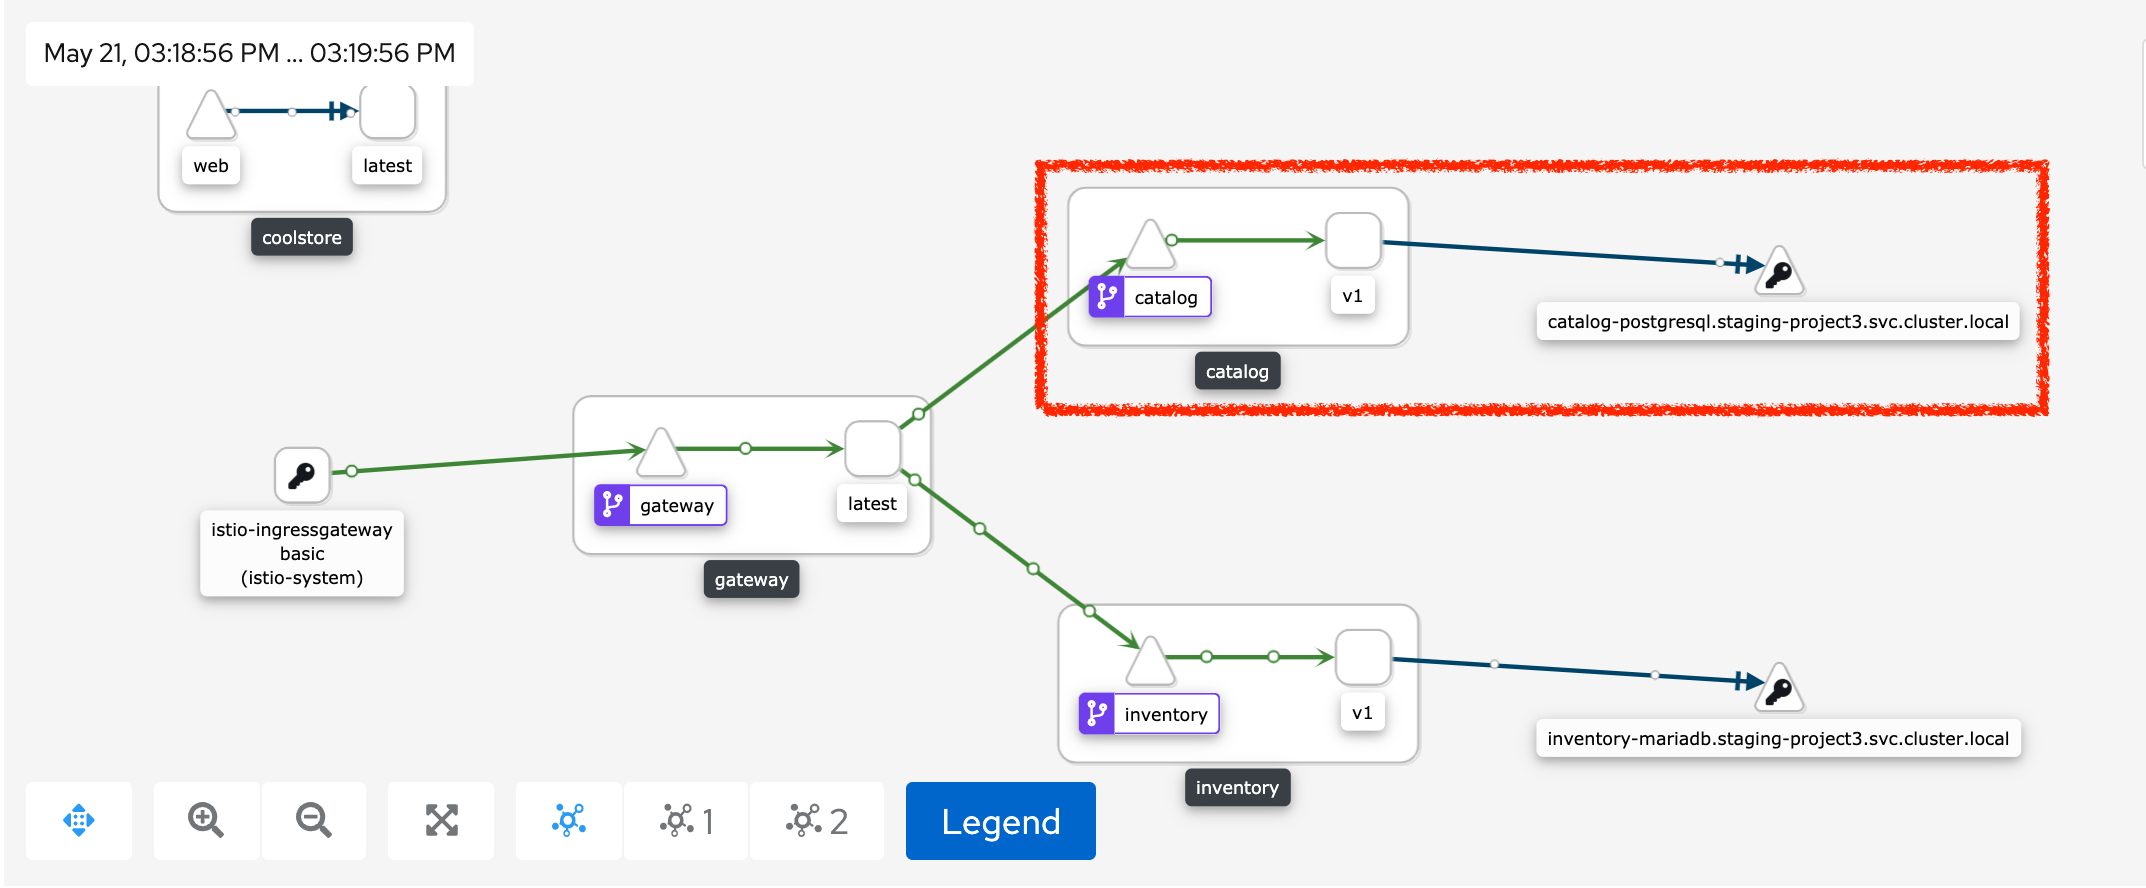 May 21, 03:18:56 PM ... 03:19:56 PM
web
latest
coolstore
catalog
v1
catalog-postgresql.staging-project3.svc.cluster.local
catalog
istio-ingressgateway
basic
(istio-system)
gateway
latest
gateway
inventory
v1
inventory-mariadb.staging-project3.svc.cluster.local
inventory
1
2
Legend